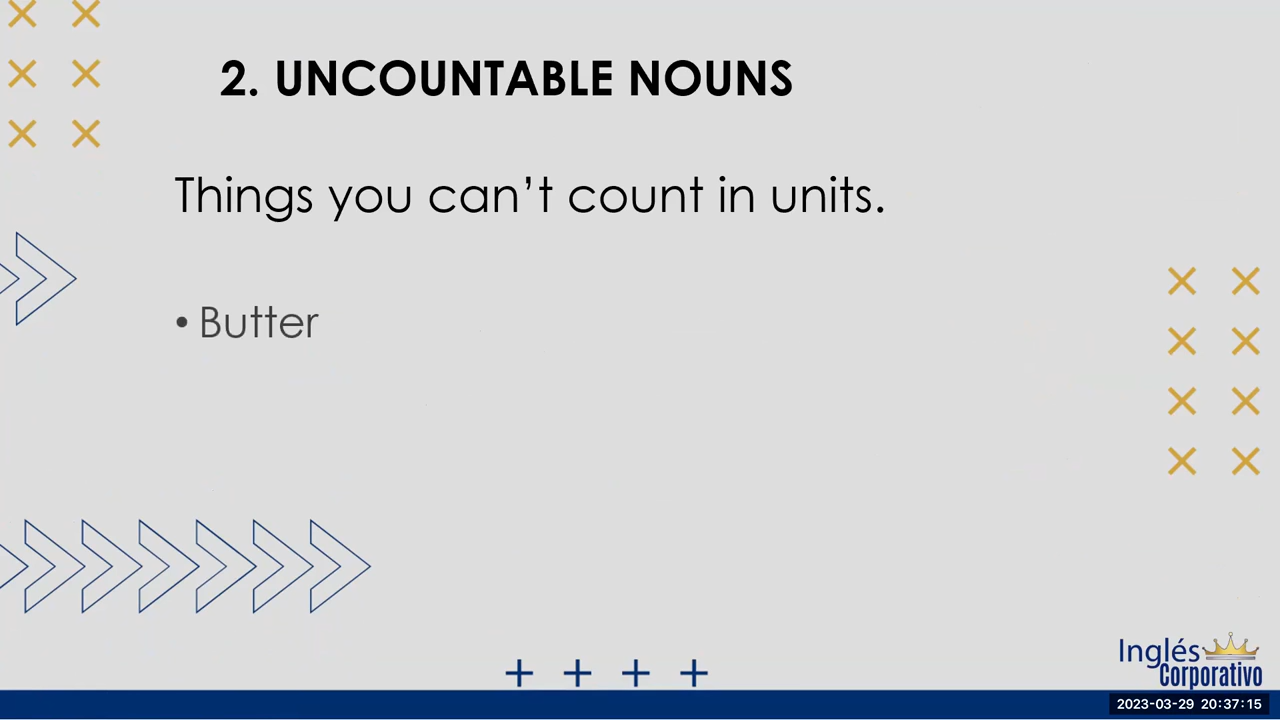 2. UNCOUNTABLE NOUNS
Things you can’t count in units.
• Butter
Inglés
Corporativo
2023-03-29 20:37:15